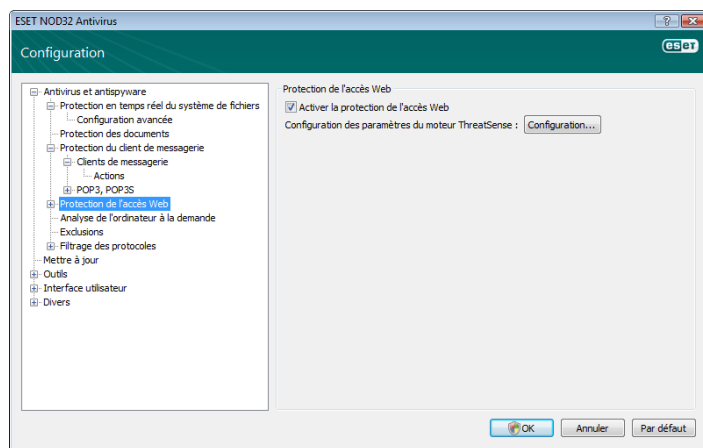 ESET NOD32 Antivirus
Configuration
eset
Antivirus et antispyware
Protection en temps réel du système de fichiers
Configuration avancée
Protection des documents
Protection du client de messagerie
Clients de messagerie
Actions
POP3, POP3S
Protection de l'accès Web
Analyse de l'ordinateur à la demande
Exclusions
Filtrage des protocoles
Mettre à jour
Outils
Interface utilisateur
Divers
Protection de l'accès Web
Activer la protection de l'accès Web
Configuration des paramètres du moteur ThreatSense : Configuration...
OK Annuler Par défaut